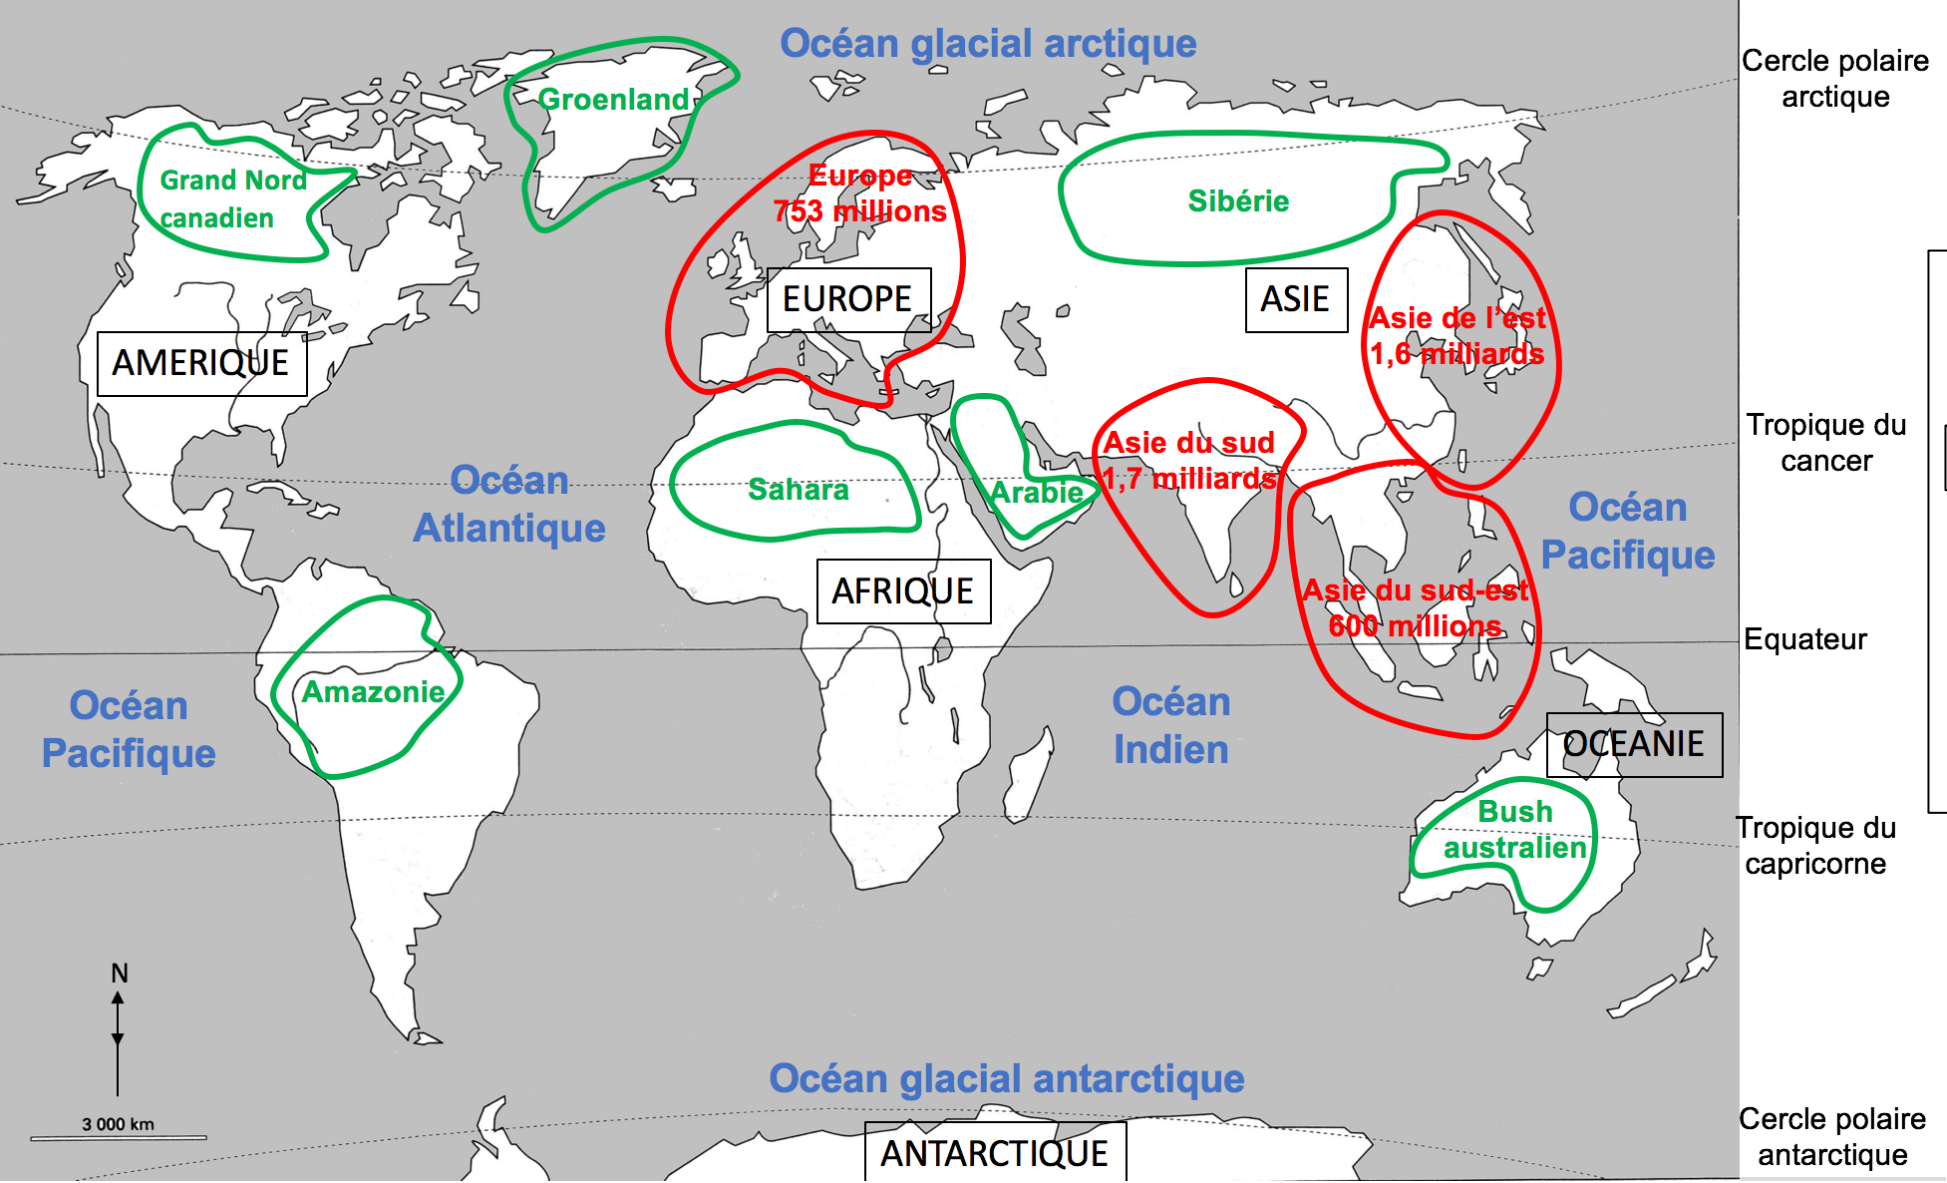 Océan glacial arctique
Cercle polaire
arctique
Groenland
Grand Nord
canadien
Europe
753 millions
Sibérie
EUROPE
ASIE
AMERIQUE
Asie de l'est
1,6 milliards
Tropique du
cancer
Asie du sud
1,7 milliards
Océan
Atlantique
Sahara
Arabie
Océan
Pacifique
AFRIQUE
Asie du sud-est
600 millions
Equateur
Amazonie
Océan
Pacifique
Océan
Indien
OCEANIE
Bush
australien
Tropique du
capricorne
N
3 000 km
Océan glacial antarctique
ANTARCTIQUE
Cercle polaire
antarctique